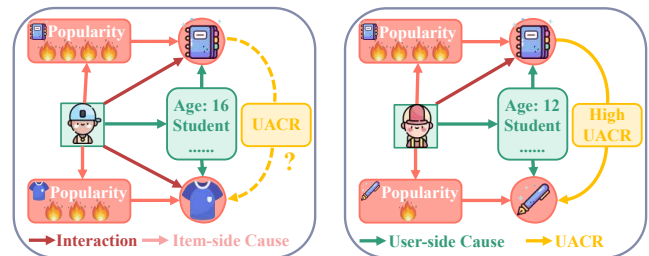 Popularity
Age: 16
Student
......
UACR
?
Popularity
Interaction
Item-side Cause
Popularity
Age: 12
Student
......
High
UACR
Popularity
User-side Cause
UACR